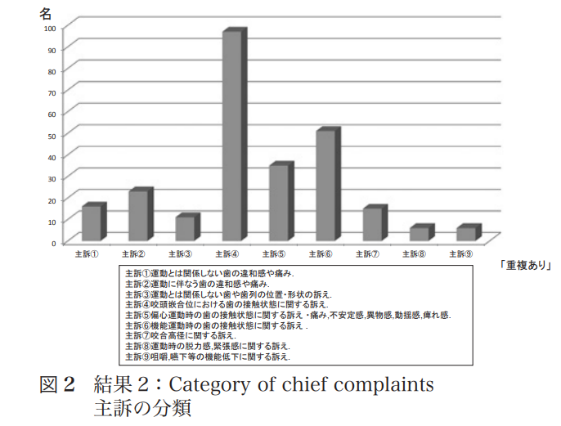 名
100
90
80
70
60
50
40
30
20
10
0
主訴① 主訴② 主訴③ 主訴④ 主訴⑤ 主訴⑥ 主訴⑦ 主訴⑧ 主訴⑨
「重複あり」
主訴①運動とは関係しない歯の違和感や痛み.
主訴②運動に伴なう歯の違和感や痛み.
主訴③運動とは関係しない歯や歯列の位置・形状の訴え.
主訴④咬頭嵌合位における歯の接触状態に関する訴え.
主訴⑤偏心運動時の歯の接触状態に関する訴え・痛み,不安定感,異物感,動揺感,痺れ感.
主訴⑥機能運動時の歯の接触状態に関する訴え.
主訴⑦咬合高径に関する訴え.
主訴⑧運動時の脱力感,緊張感に関する訴え.
主訴⑨咀嚼,嚥下等の機能低下に関する訴え.
図2 結果2:Category of chief complaints
主訴の分類